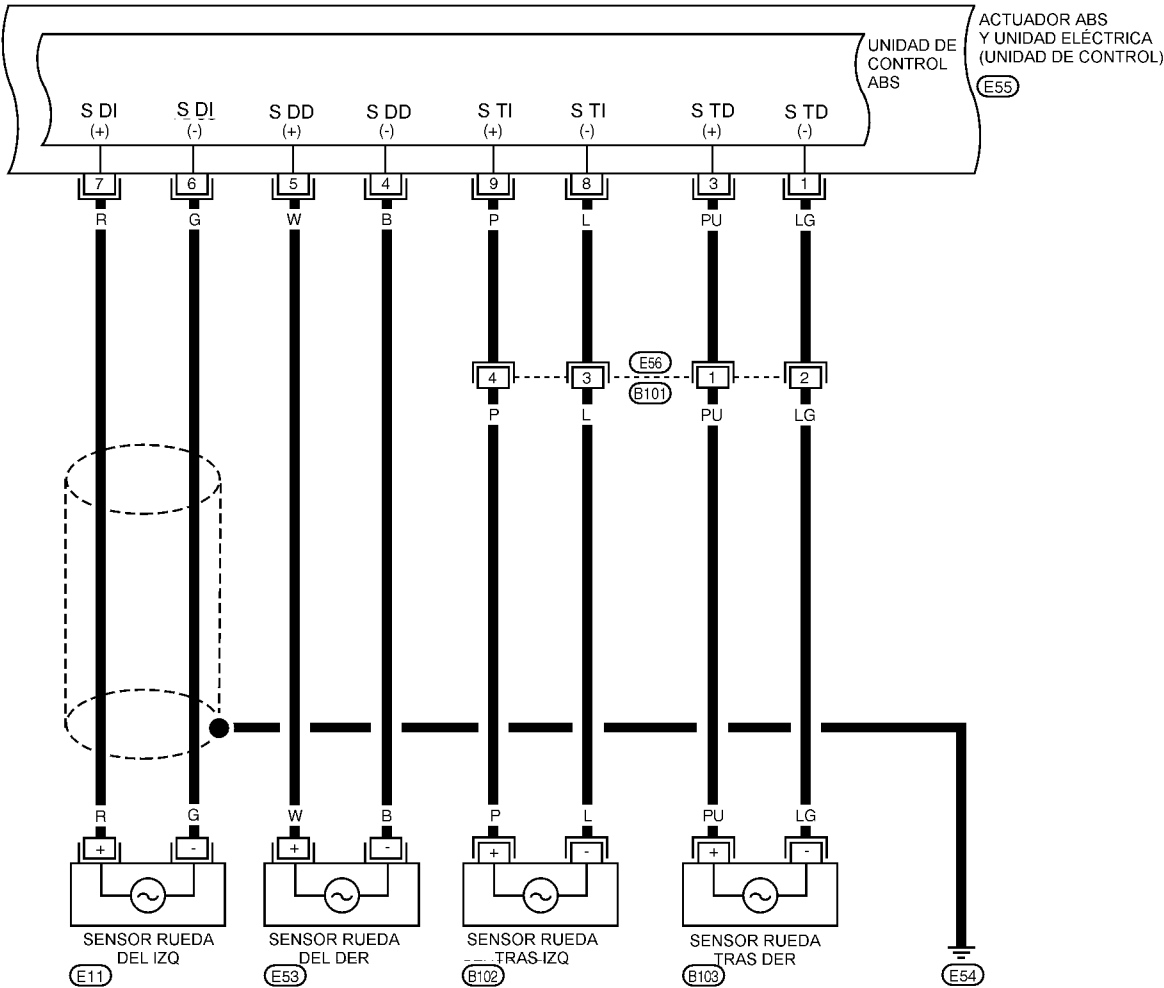 ACTUADOR ABS
Y UNIDAD ELÉCTRICA
(UNIDAD DE CONTROL)
E55
UNIDAD DE
CONTROL
ABS
S DI S DI S DD S DD S TI S TI S TD S TD
(+) (-) (+) (-) (+) (-) (+) (-)
7 6 5 4 9 8 3 1
R G W B P L PU LG
E56
4 3 1 2
B101
P L PU LG
R G W B P L PU LG
+ - + - + - + -
SENSOR RUEDA
DEL IZQ
E11
SENSOR RUEDA
DEL DER
E53
SENSOR RUEDA
TRAS IZQ
B102
SENSOR RUEDA
TRAS DER
B103
E54